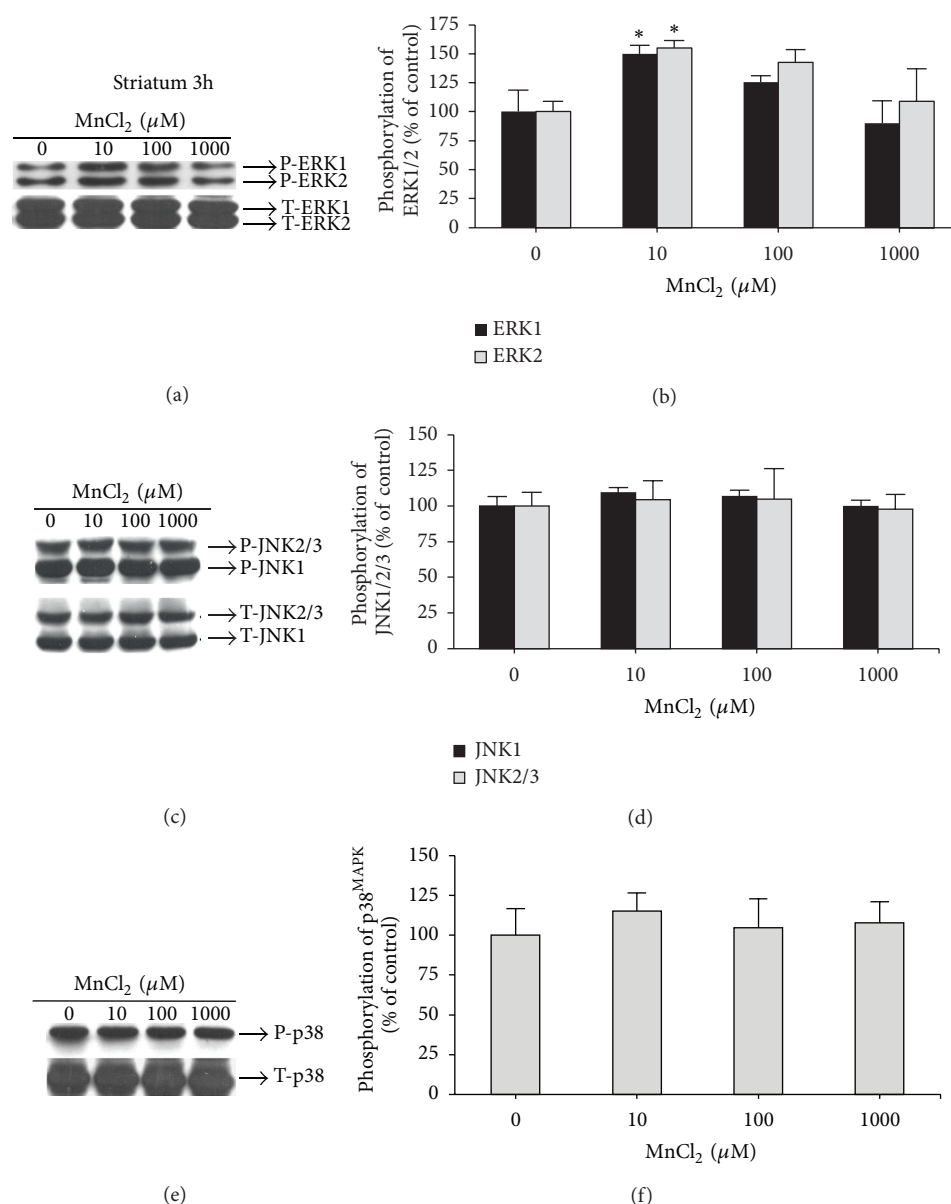 Striatum 3h
MnCl₂ (μM)
0 10 100 1000
P-ERK1
P-ERK2
T-ERK1
T-ERK2
(a)
Phosphorylation of
ERK1/2 (% of control)
175
150
125
100
75
50
25
0
* *
0 10 100 1000
MnCl₂ (μM)
ERK1
ERK2
(b)
MnCl₂ (μM)
0 10 100 1000
P-JNK2/3
P-JNK1
T-JNK2/3
T-JNK1
(c)
Phosphorylation of
JNK1/2/3 (% of control)
150
125
100
75
50
25
0
0 10 100 1000
MnCl₂ (μM)
JNK1
JNK2/3
(d)
MnCl₂ (μM)
0 10 100 1000
P-p38
T-p38
(e)
Phosphorylation of p38ᴹᴬᴾᴷ
(% of control)
150
125
100
75
50
25
0
0 10 100 1000
MnCl₂ (μM)
(f)